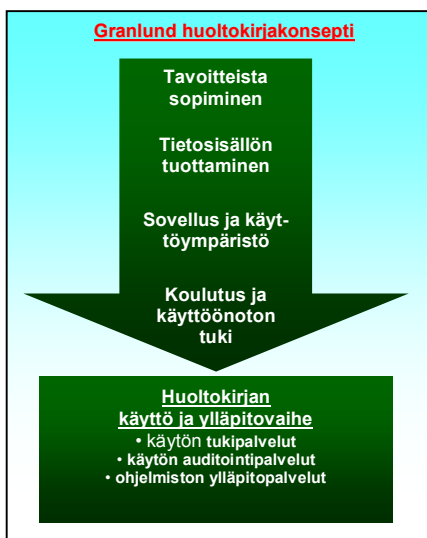 Granlund huoltokirjakonsepti
Tavoitteista
sopiminen
Tietosisällön
tuottaminen
Sovellus ja käyt-
töympäristö
Koulutus ja
käyttöönoton
tuki
Huoltokirjan
käyttö ja ylläpitovaihe
• käytön tukipalvelut
• käytön auditointipalvelut
• ohjelmiston ylläpitopalvelut